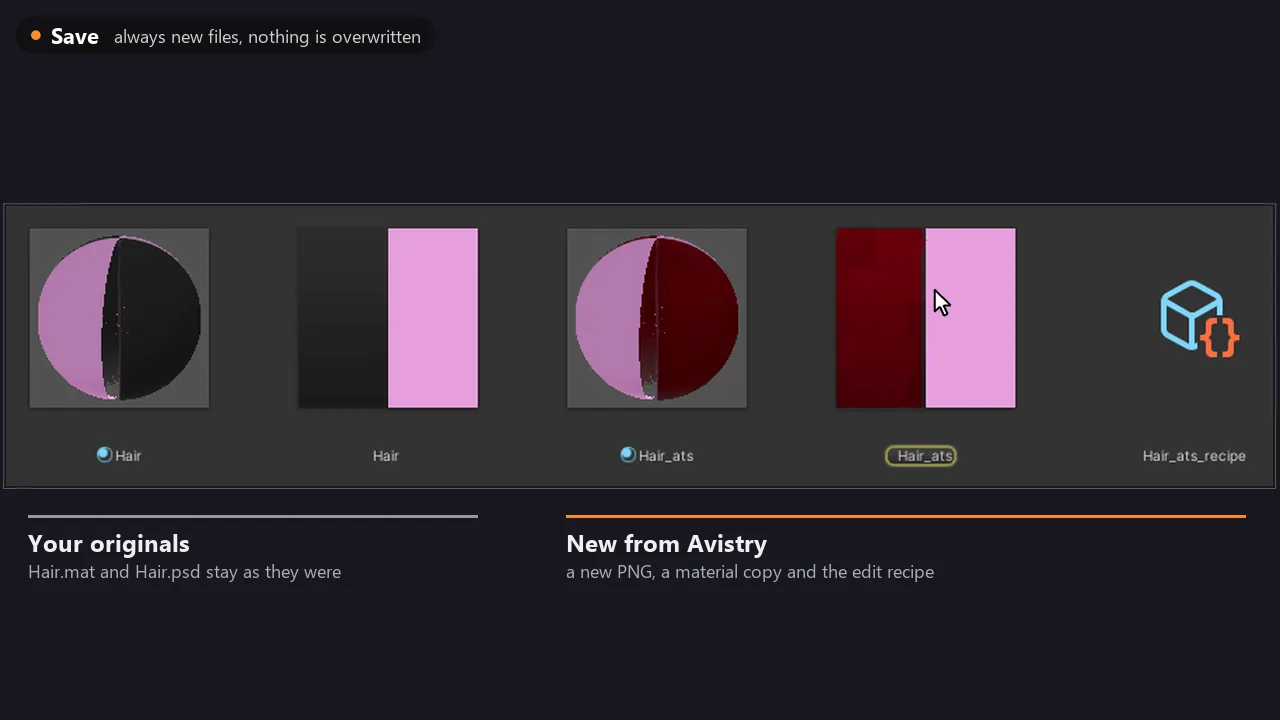 Save always new files, nothing is overwritten
Hair
Hair
Hair_ats
Hair_ats
Hair_ats_recipe
Your originals
Hair.mat and Hair.psd stay as they were
New from Avistry
a new PNG, a material copy and the edit recipe